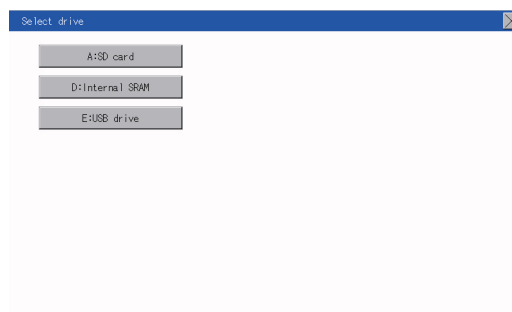 Select drive
A:SD card
D:Internal SRAM
E:USB drive